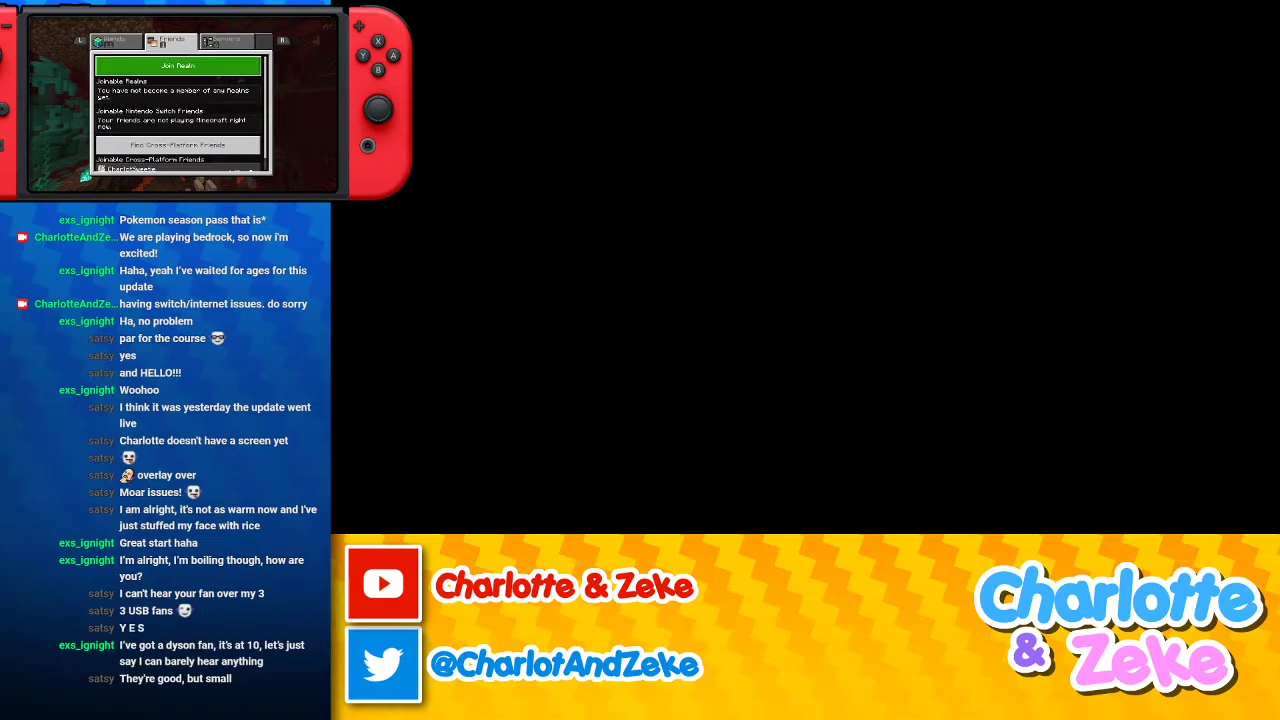 L
Worlds
Friends
Servers
R
Join Realm
Joinable Realms
You have not become a member of any Realms
yet.
Joinable Nintendo Switch Friends
Your friends are not playing Minecraft right
now.
Find Cross-Platform Friends
Joinable Cross-Platform Friends
X
Y
A
B
exs_ignight Pokemon season pass that is*
CharlotteAndZe... We are playing bedrock, so now i'm
excited!
exs_ignight Haha, yeah I've waited for ages for this
update
CharlotteAndZe... having switch/internet issues. do sorry
exs_ignight Ha, no problem
satsy par for the course
satsy yes
satsy and HELLO!!!
exs_ignight Woohoo
satsy I think it was yesterday the update went
live
satsy Charlotte doesn't have a screen yet
satsy
satsy overlay over
satsy Moar issues!
satsy I am alright, it's not as warm now and I've
just stuffed my face with rice
exs_ignight Great start haha
exs_ignight I'm alright, I'm boiling though, how are
you?
satsy I can't hear your fan over my 3
satsy 3 USB fans
satsy Y E S
exs_ignight I've got a dyson fan, it's at 10, let's just
say I can barely hear anything
satsy They're good, but small
Charlotte & Zeke
@CharlotAndZeke
Charlotte
& Zeke